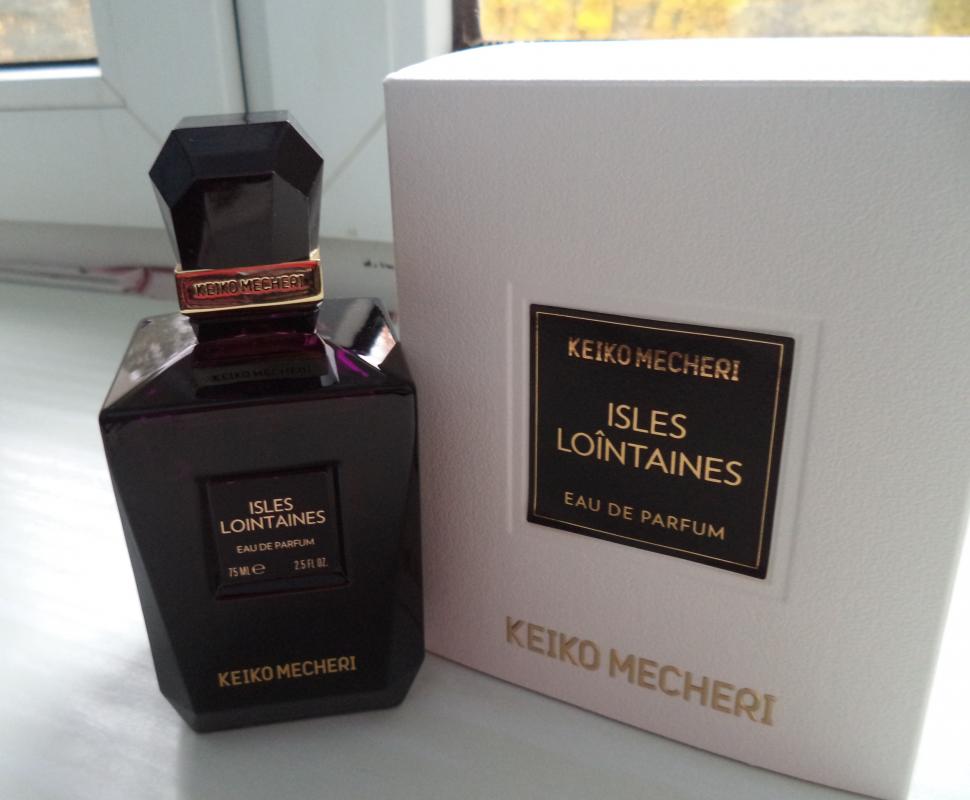 KEIKO MECHERI
KEIKO MECHERI
ISLES
LOINTAINES
EAU DE PARFUM
75 ML ℮ 2.5 FL OZ.
KEIKO MECHERI
KEIKO MECHERI
ISLES
LOÎNTAINES
EAU DE PARFUM
KEIKO MECHERI